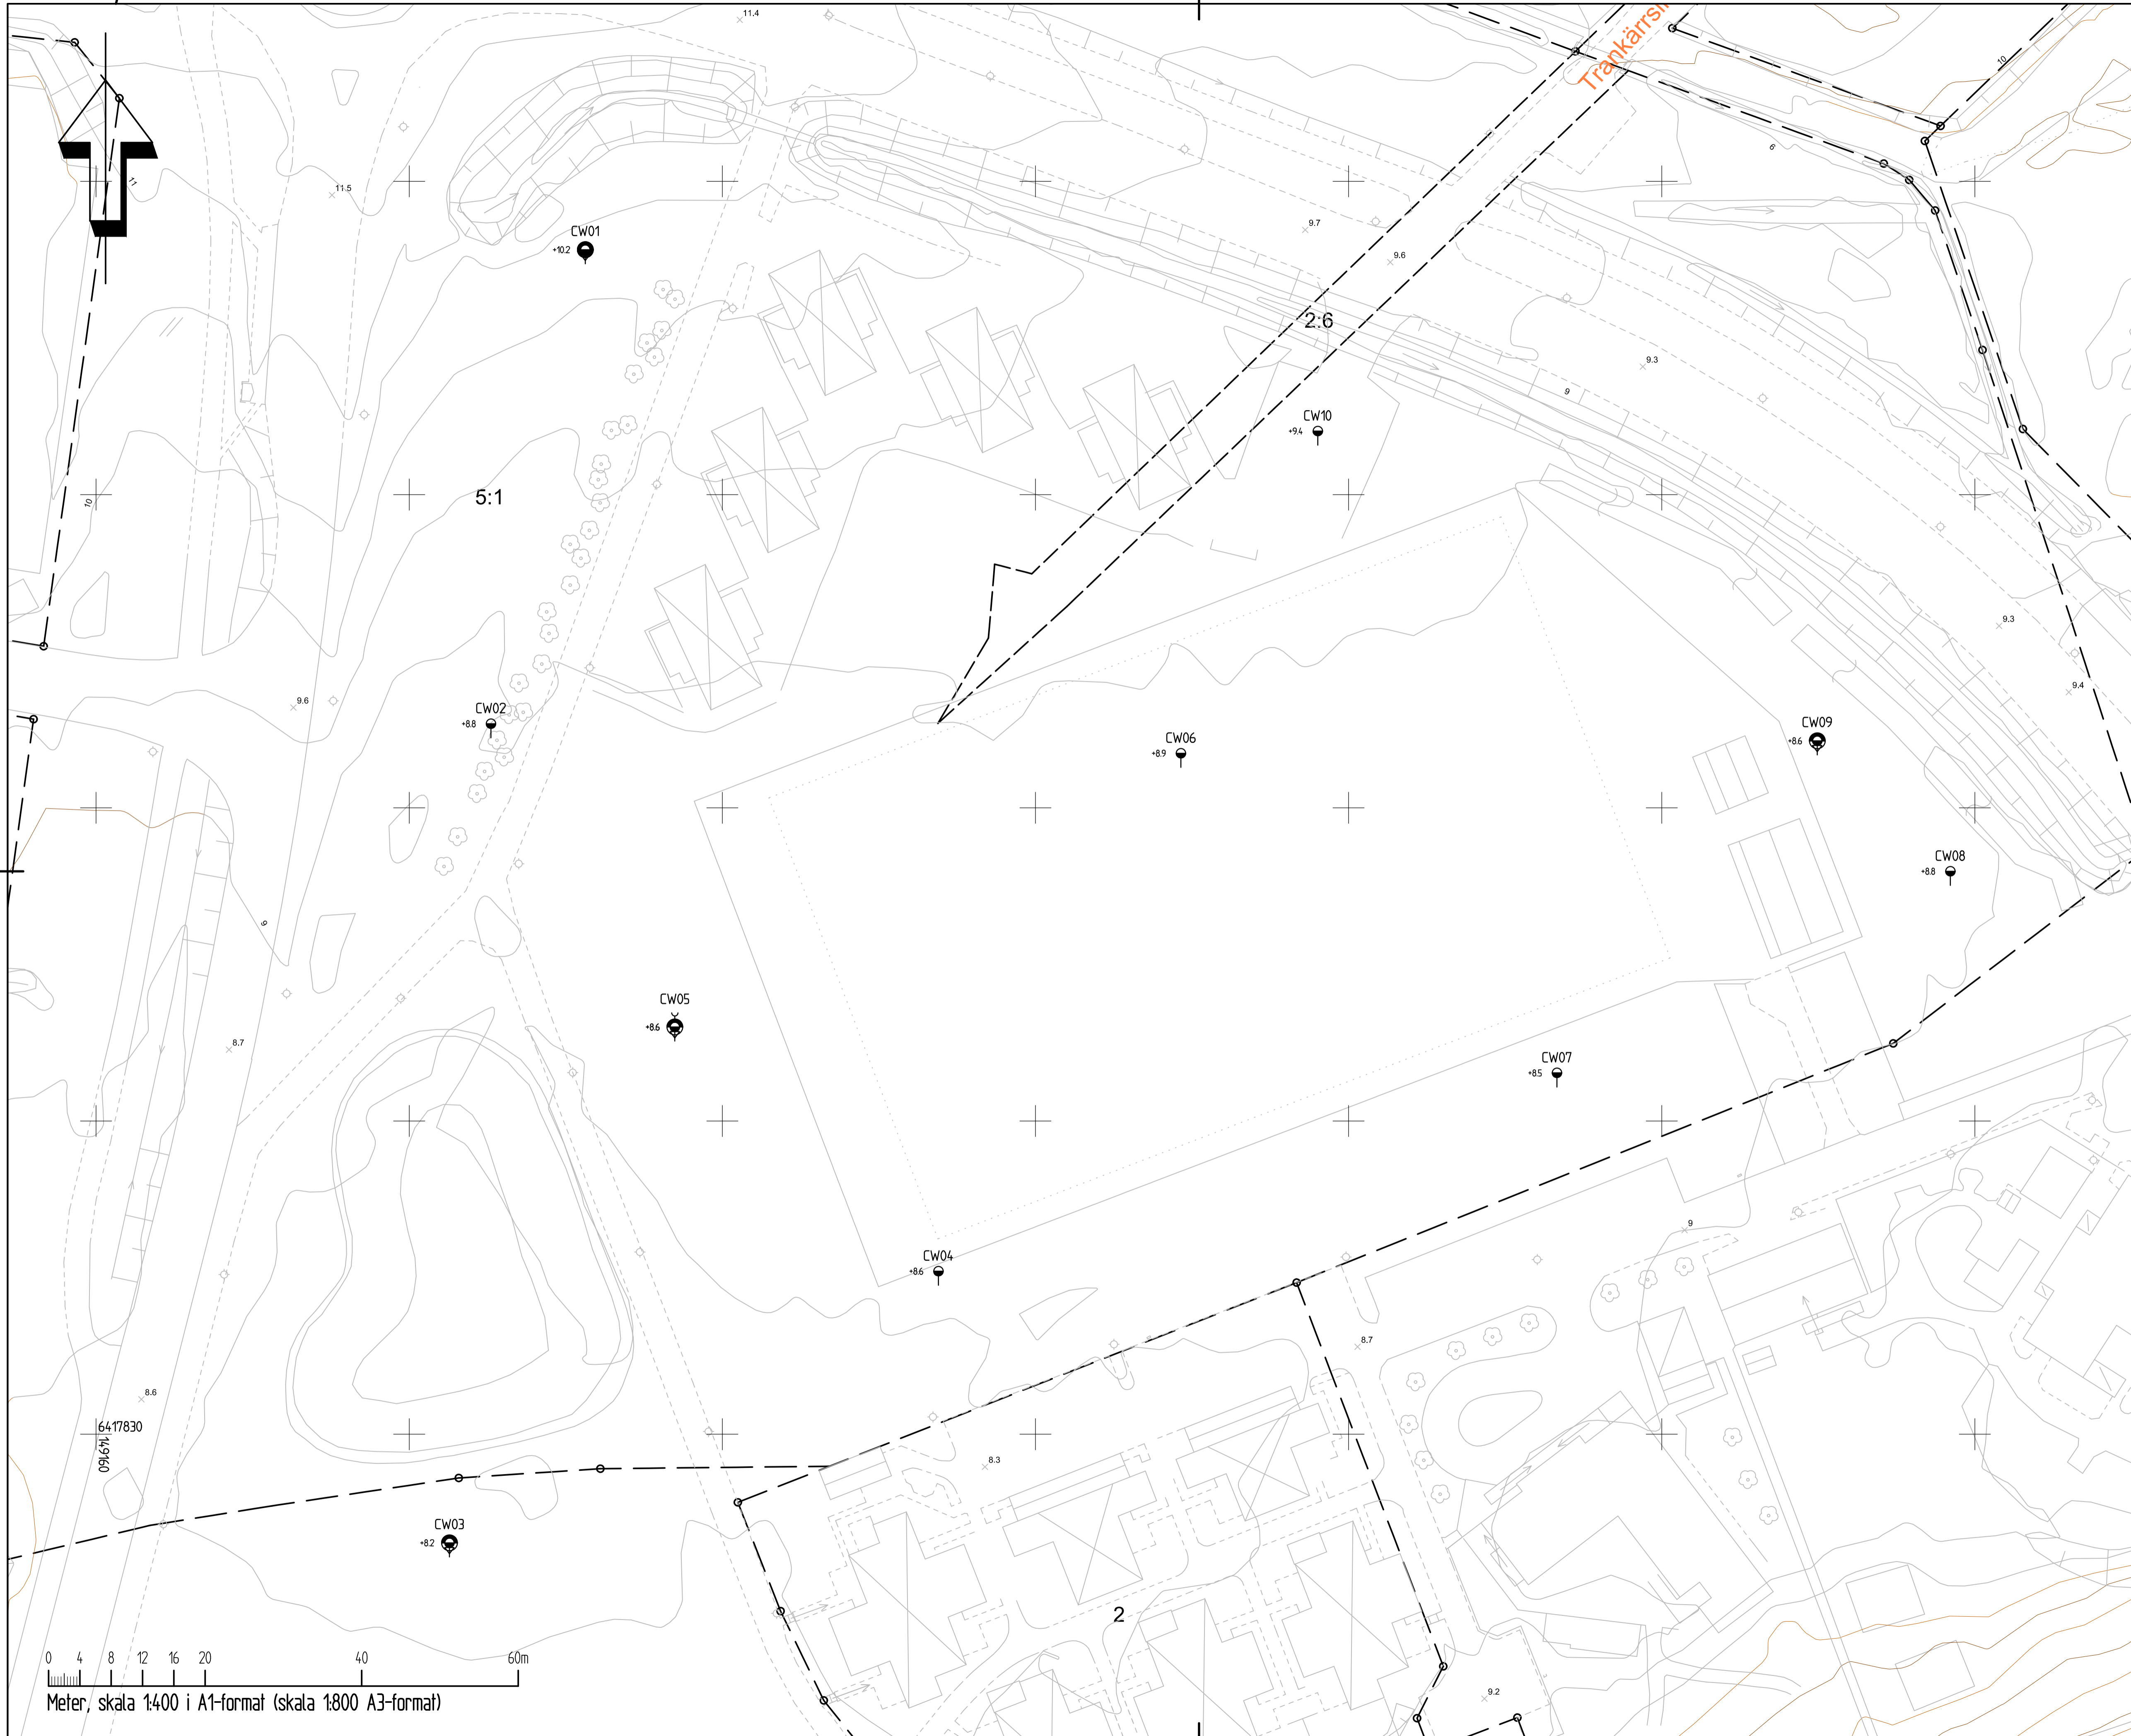 11.4
Trankärrsl
10
11
11.5
6
CW01
+10.2
9.7
9.6
2:6
9.3
9
CW10
+9.4
5:1
10
9.3
9.4
9.6
CW02
+8.8
CW06
+8.9
CW09
+8.6
CW08
+8.8
9
CW05
+8.6
8.7
CW07
+8.5
9
CW04
+8.6
8.7
8.6
6417830
149160
8.3
CW03
+8.2
2
0 4 8 12 16 20 40 60m
9.2
Meter, skala 1:400 i A1-format (skala 1:800 A3-format)